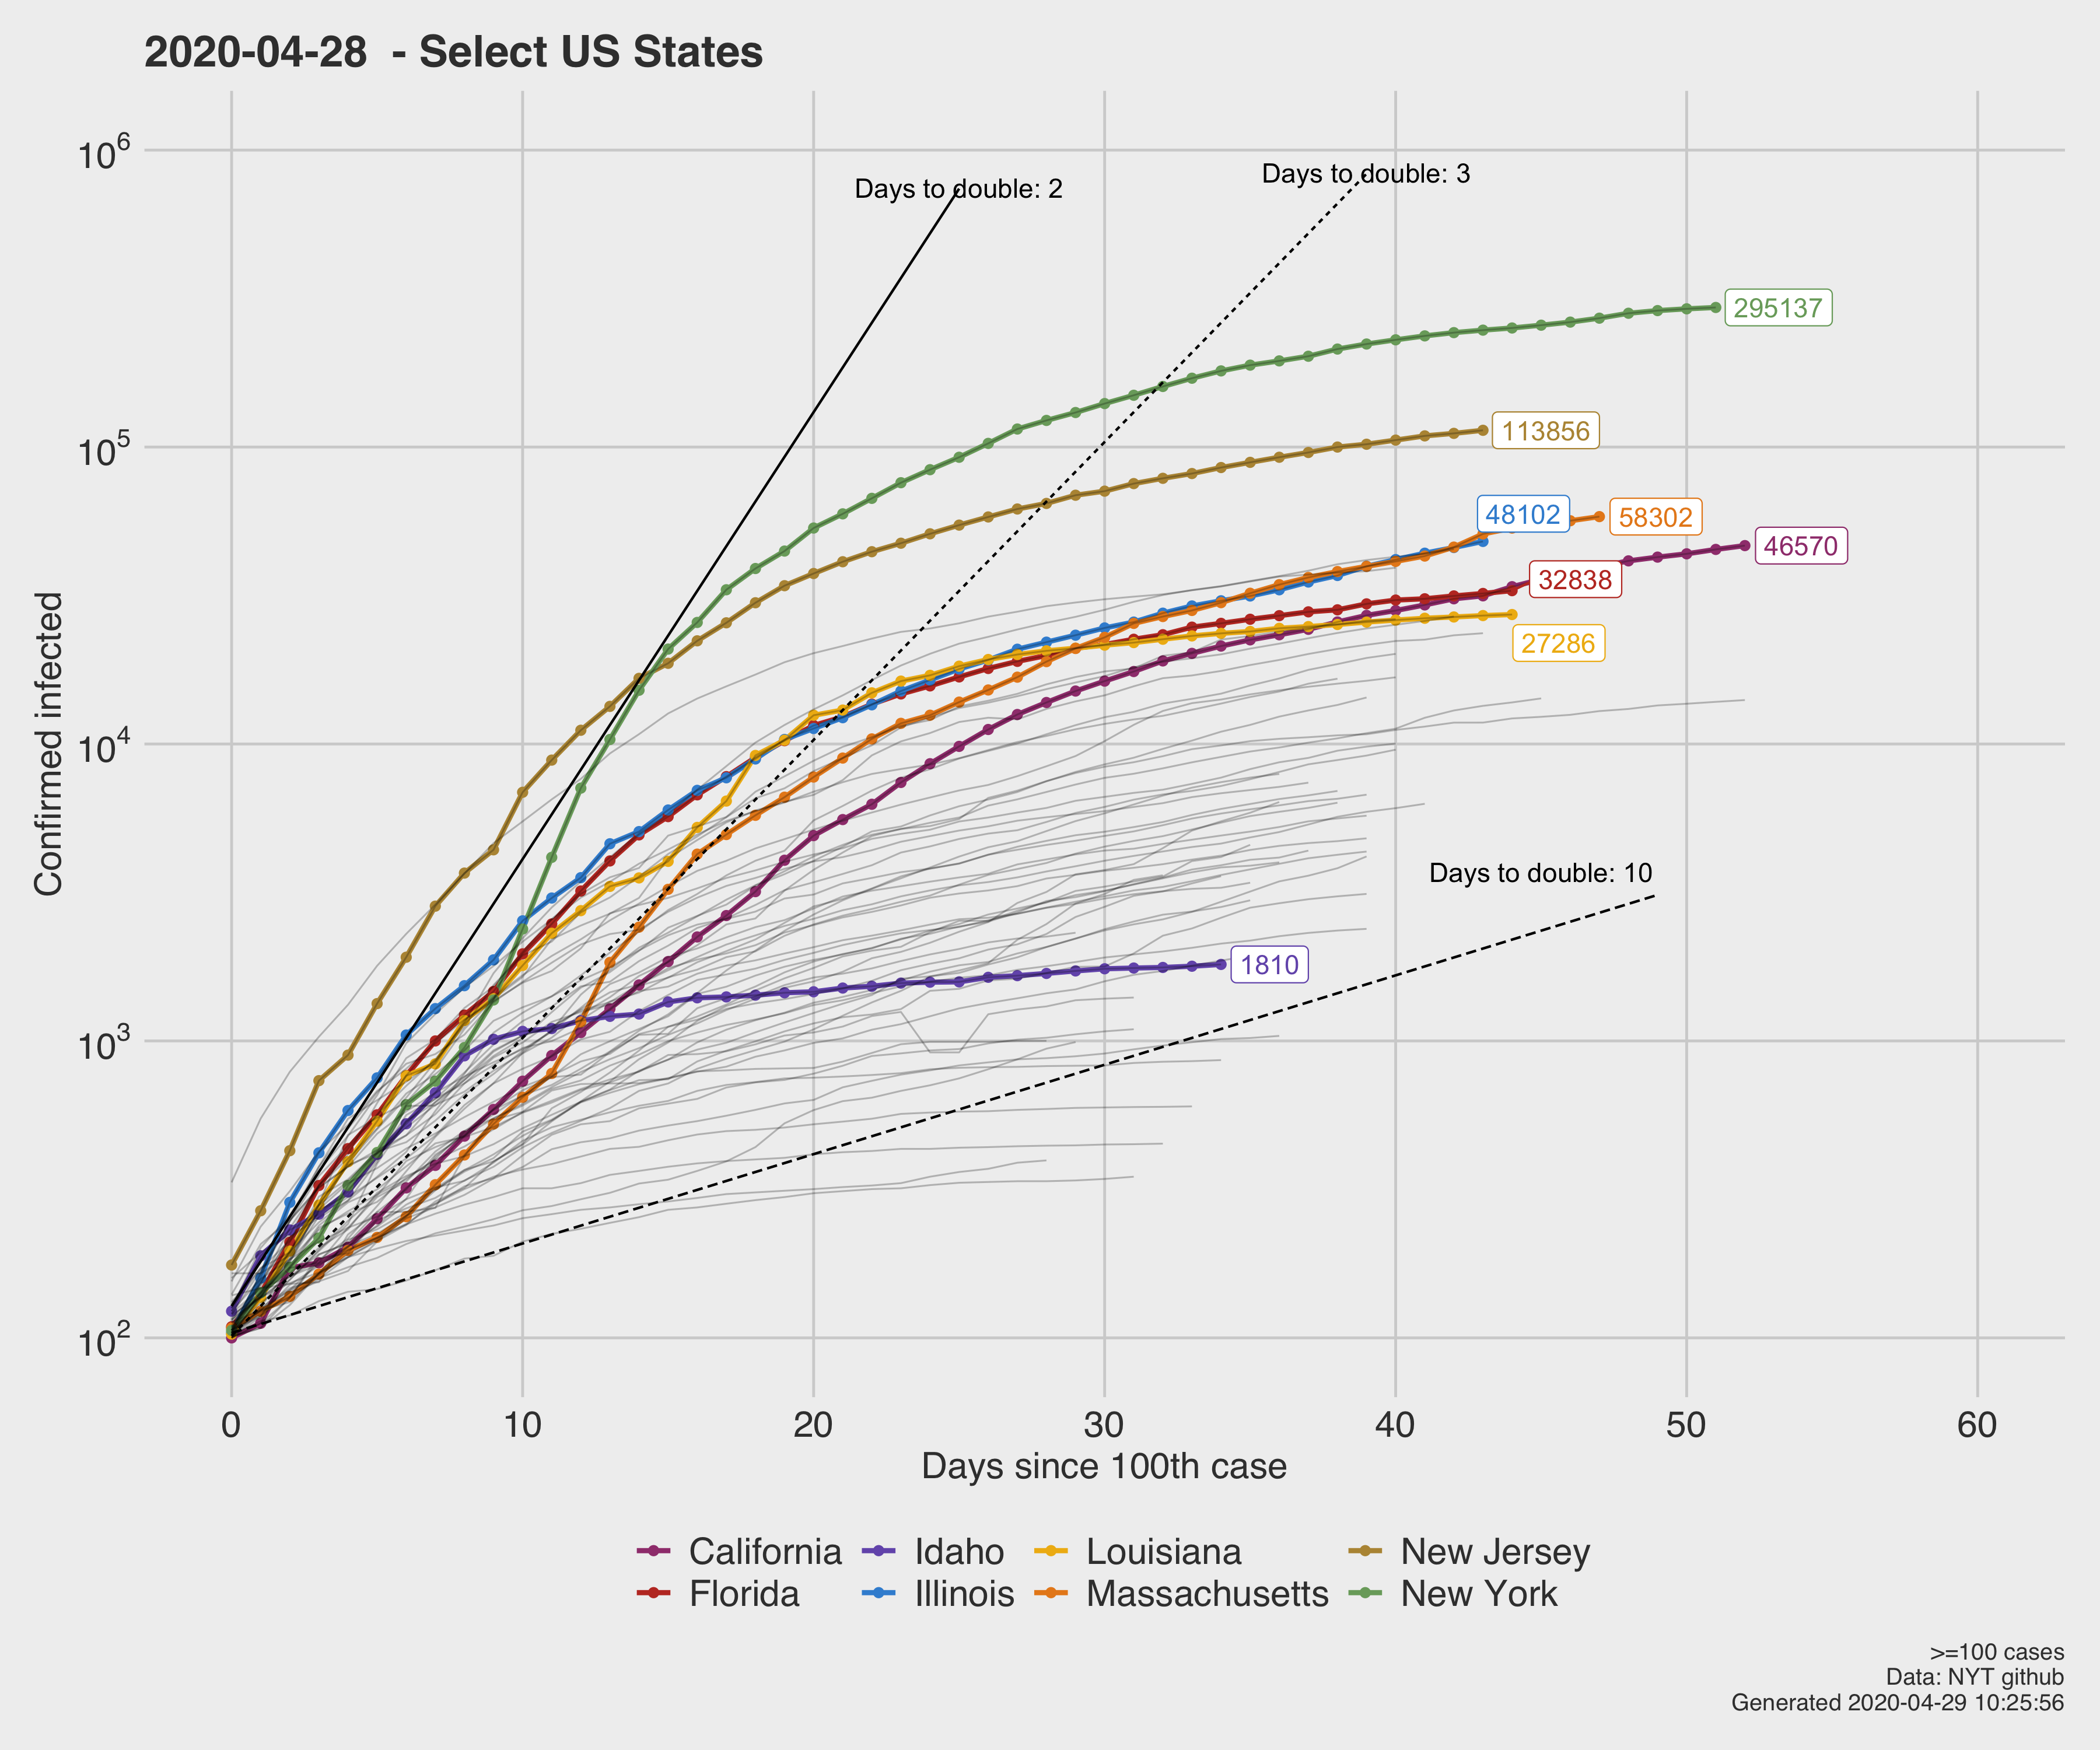 2020-04-28  - Select US States
Confirmed infected
10^6
10^5
10^4
10^3
10^2
Days to double: 2
Days to double: 3
295137
113856
48102
58302
46570
32838
27286
Days to double: 10
1810
0 10 20 30 40 50 60
Days since 100th case
California Idaho Louisiana New Jersey
Florida Illinois Massachusetts New York
>=100 cases
Data: NYT github
Generated 2020-04-29 10:25:56